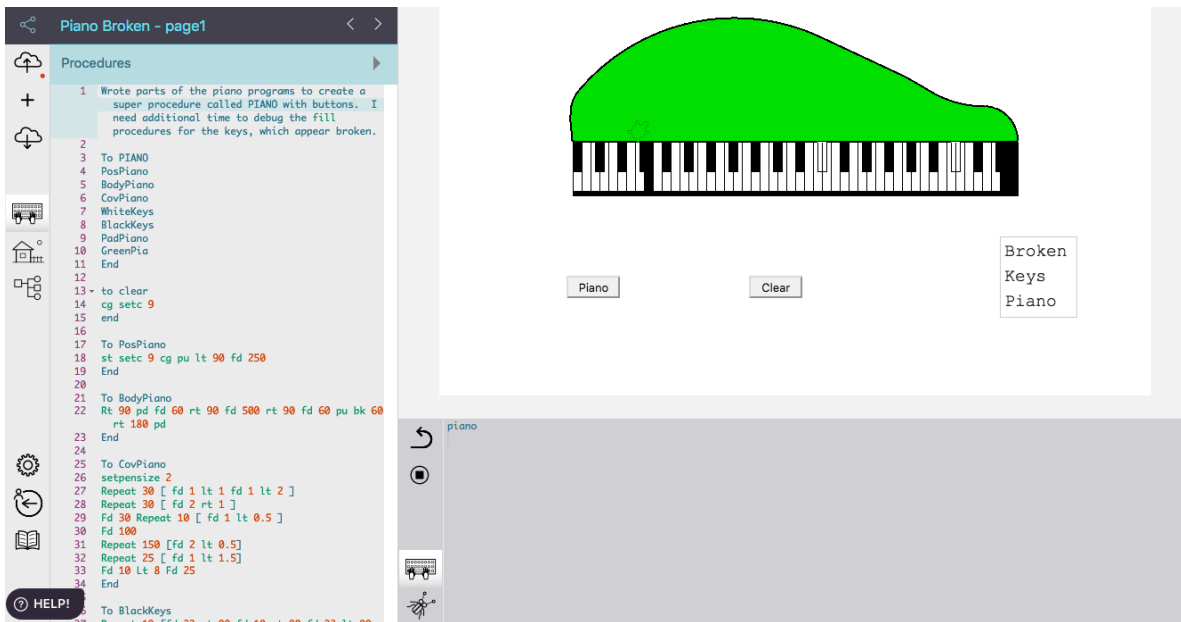 Piano Broken - page1
Procedures
1 Wrote parts of the piano programs to create a
super procedure called PIANO with buttons. I
need additional time to debug the fill
procedures for the keys, which appear broken.
2
3 To PIANO
4 PosPiano
5 BodyPiano
6 CovPiano
7 WhiteKeys
8 BlackKeys
9 PadPiano
10 GreenPia
11 End
12
13 to clear
14 cg setc 9
15 end
16
17 To PosPiano
18 st setc 9 cg pu lt 90 fd 250
19 End
20
21 To BodyPiano
22 Rt 90 pd fd 60 rt 90 fd 500 rt 90 fd 60 pu bk 60
rt 180 pd
23 End
24
25 To CovPiano
26 setpensize 2
27 Repeat 30 [ fd 1 lt 1 fd 1 lt 2 ]
28 Repeat 30 [ fd 2 rt 1 ]
29 Fd 30 Repeat 10 [ fd 1 lt 0.5 ]
30 Fd 100
31 Repeat 150 [fd 2 lt 0.5]
32 Repeat 25 [ fd 1 lt 1.5]
33 Fd 10 Lt 8 Fd 25
34 End
To BlackKeys
HELP!
Piano
Clear
Broken
Keys
Piano
piano